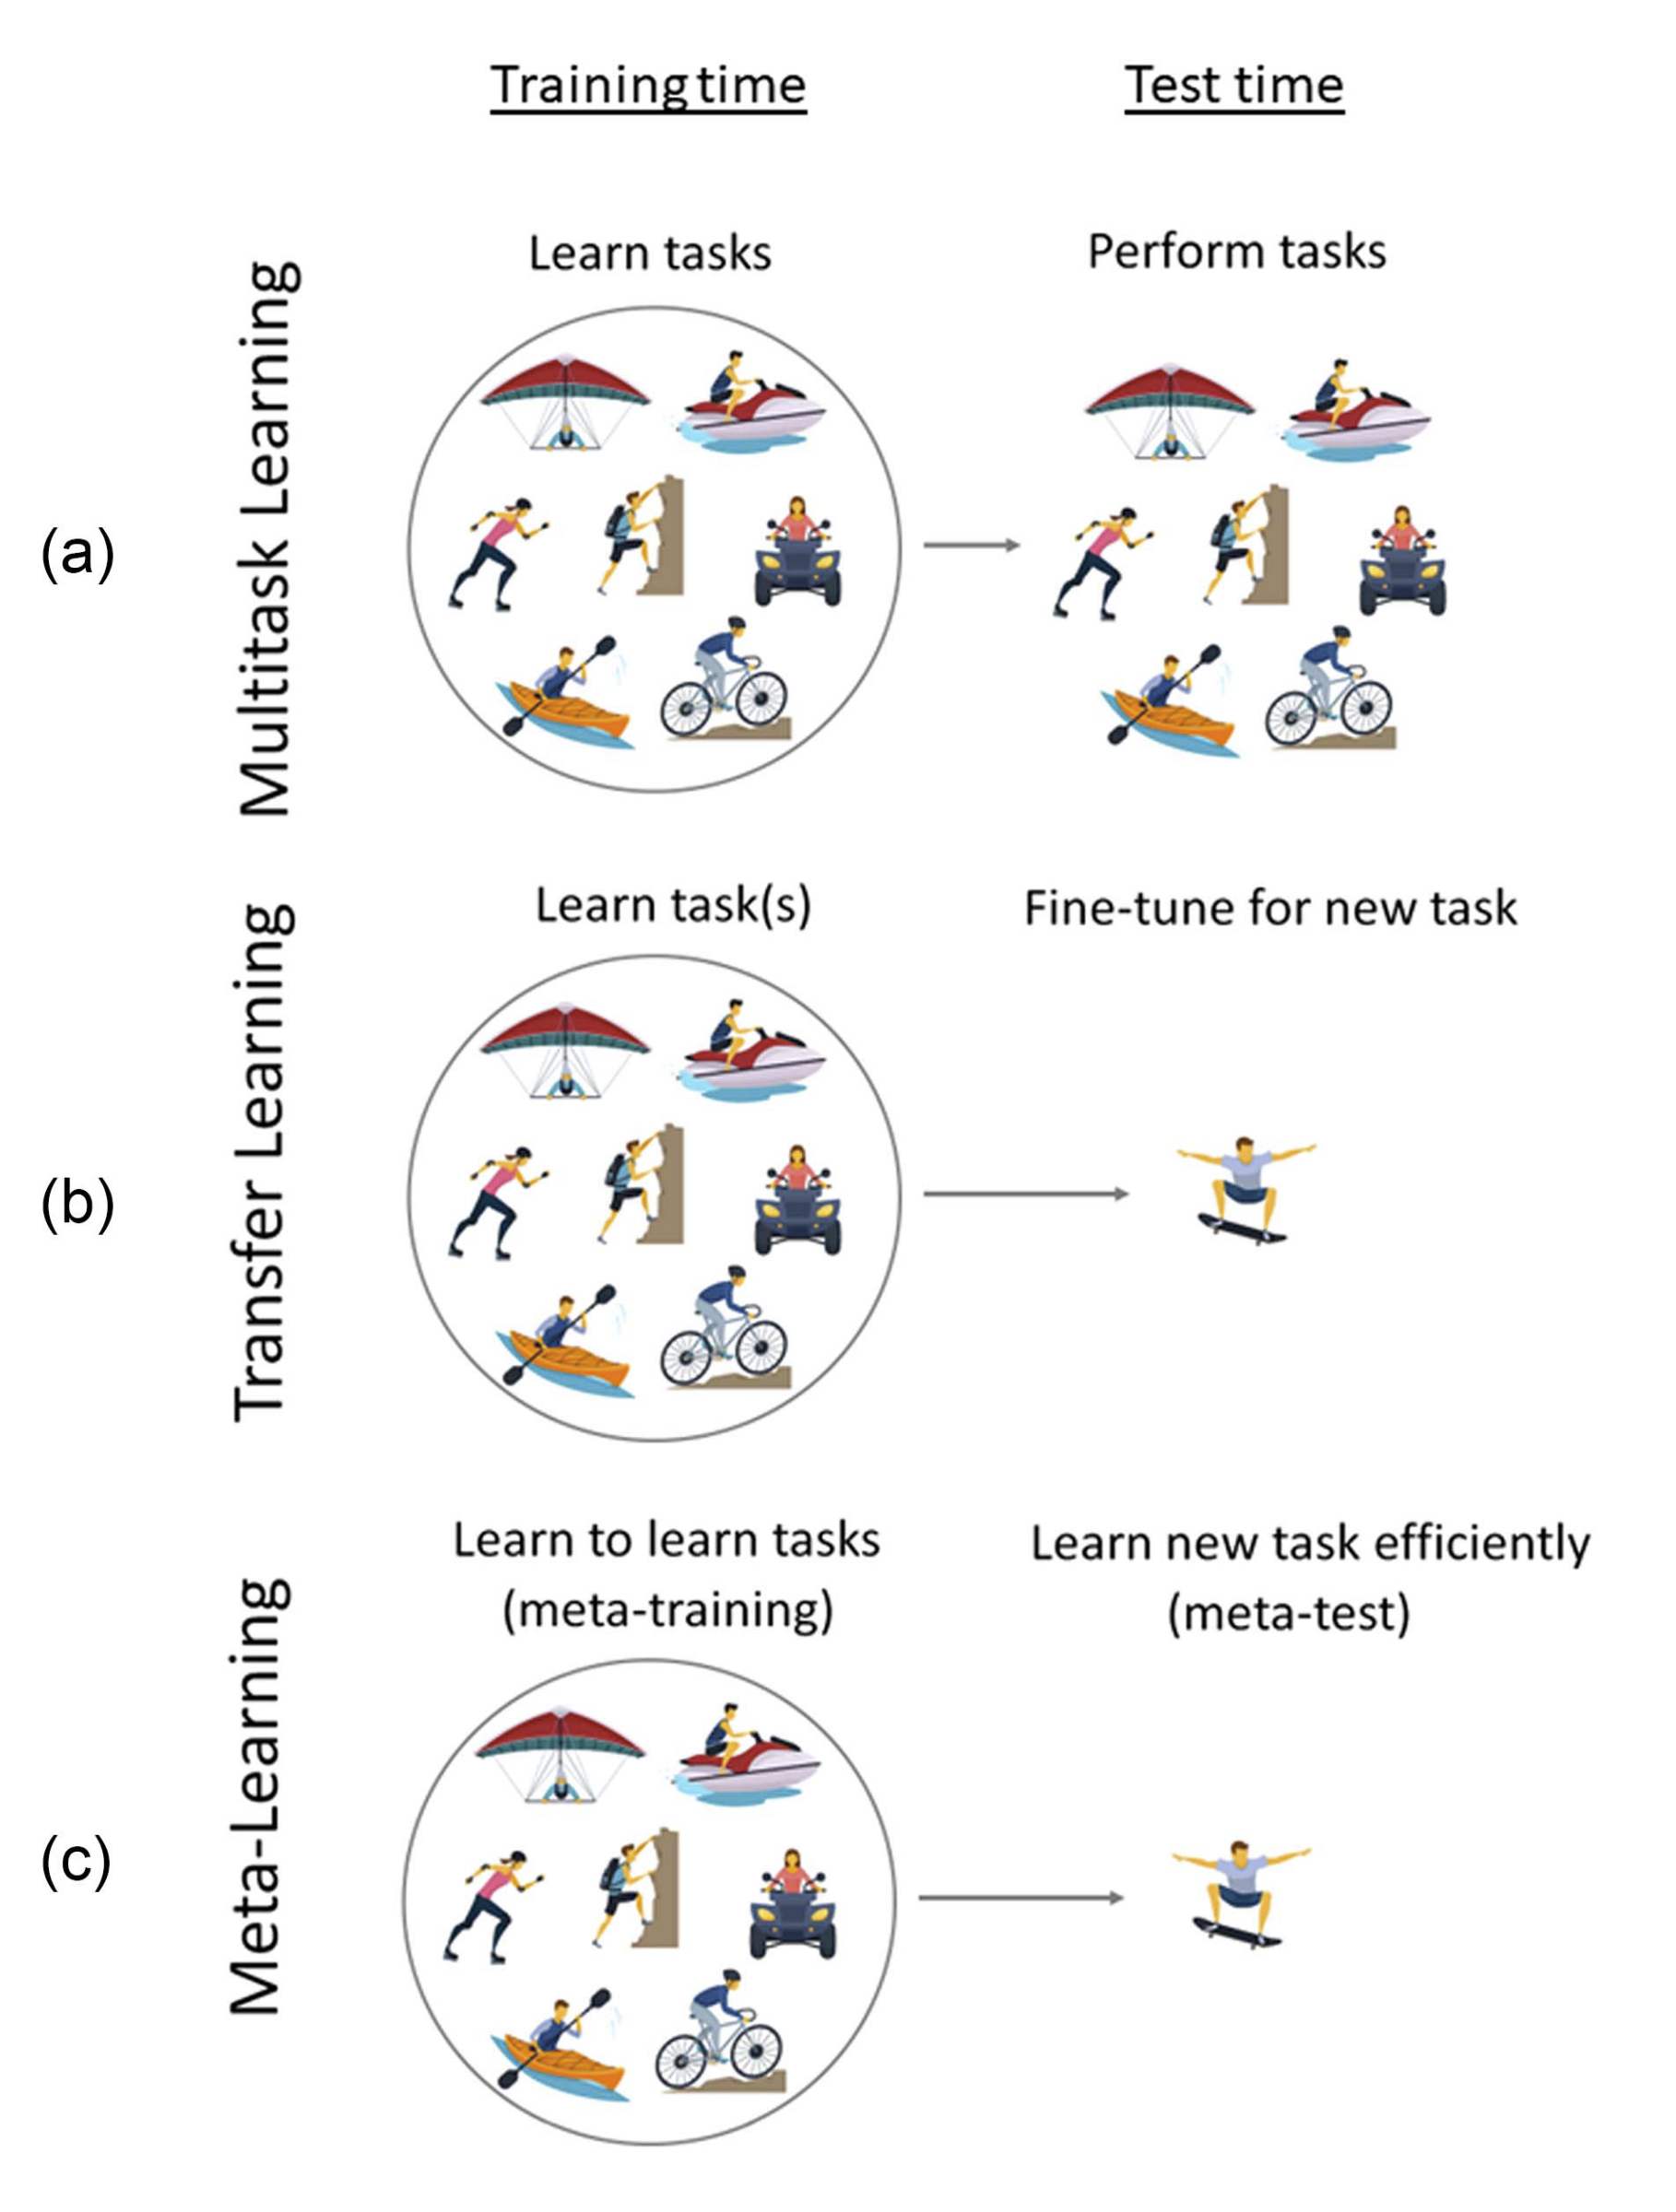 Training time
Test time
(a)
Multitask Learning
Learn tasks
Perform tasks
(b)
Transfer Learning
Learn task(s)
Fine-tune for new task
(c)
Meta-Learning
Learn to learn tasks
(meta-training)
Learn new task efficiently
(meta-test)